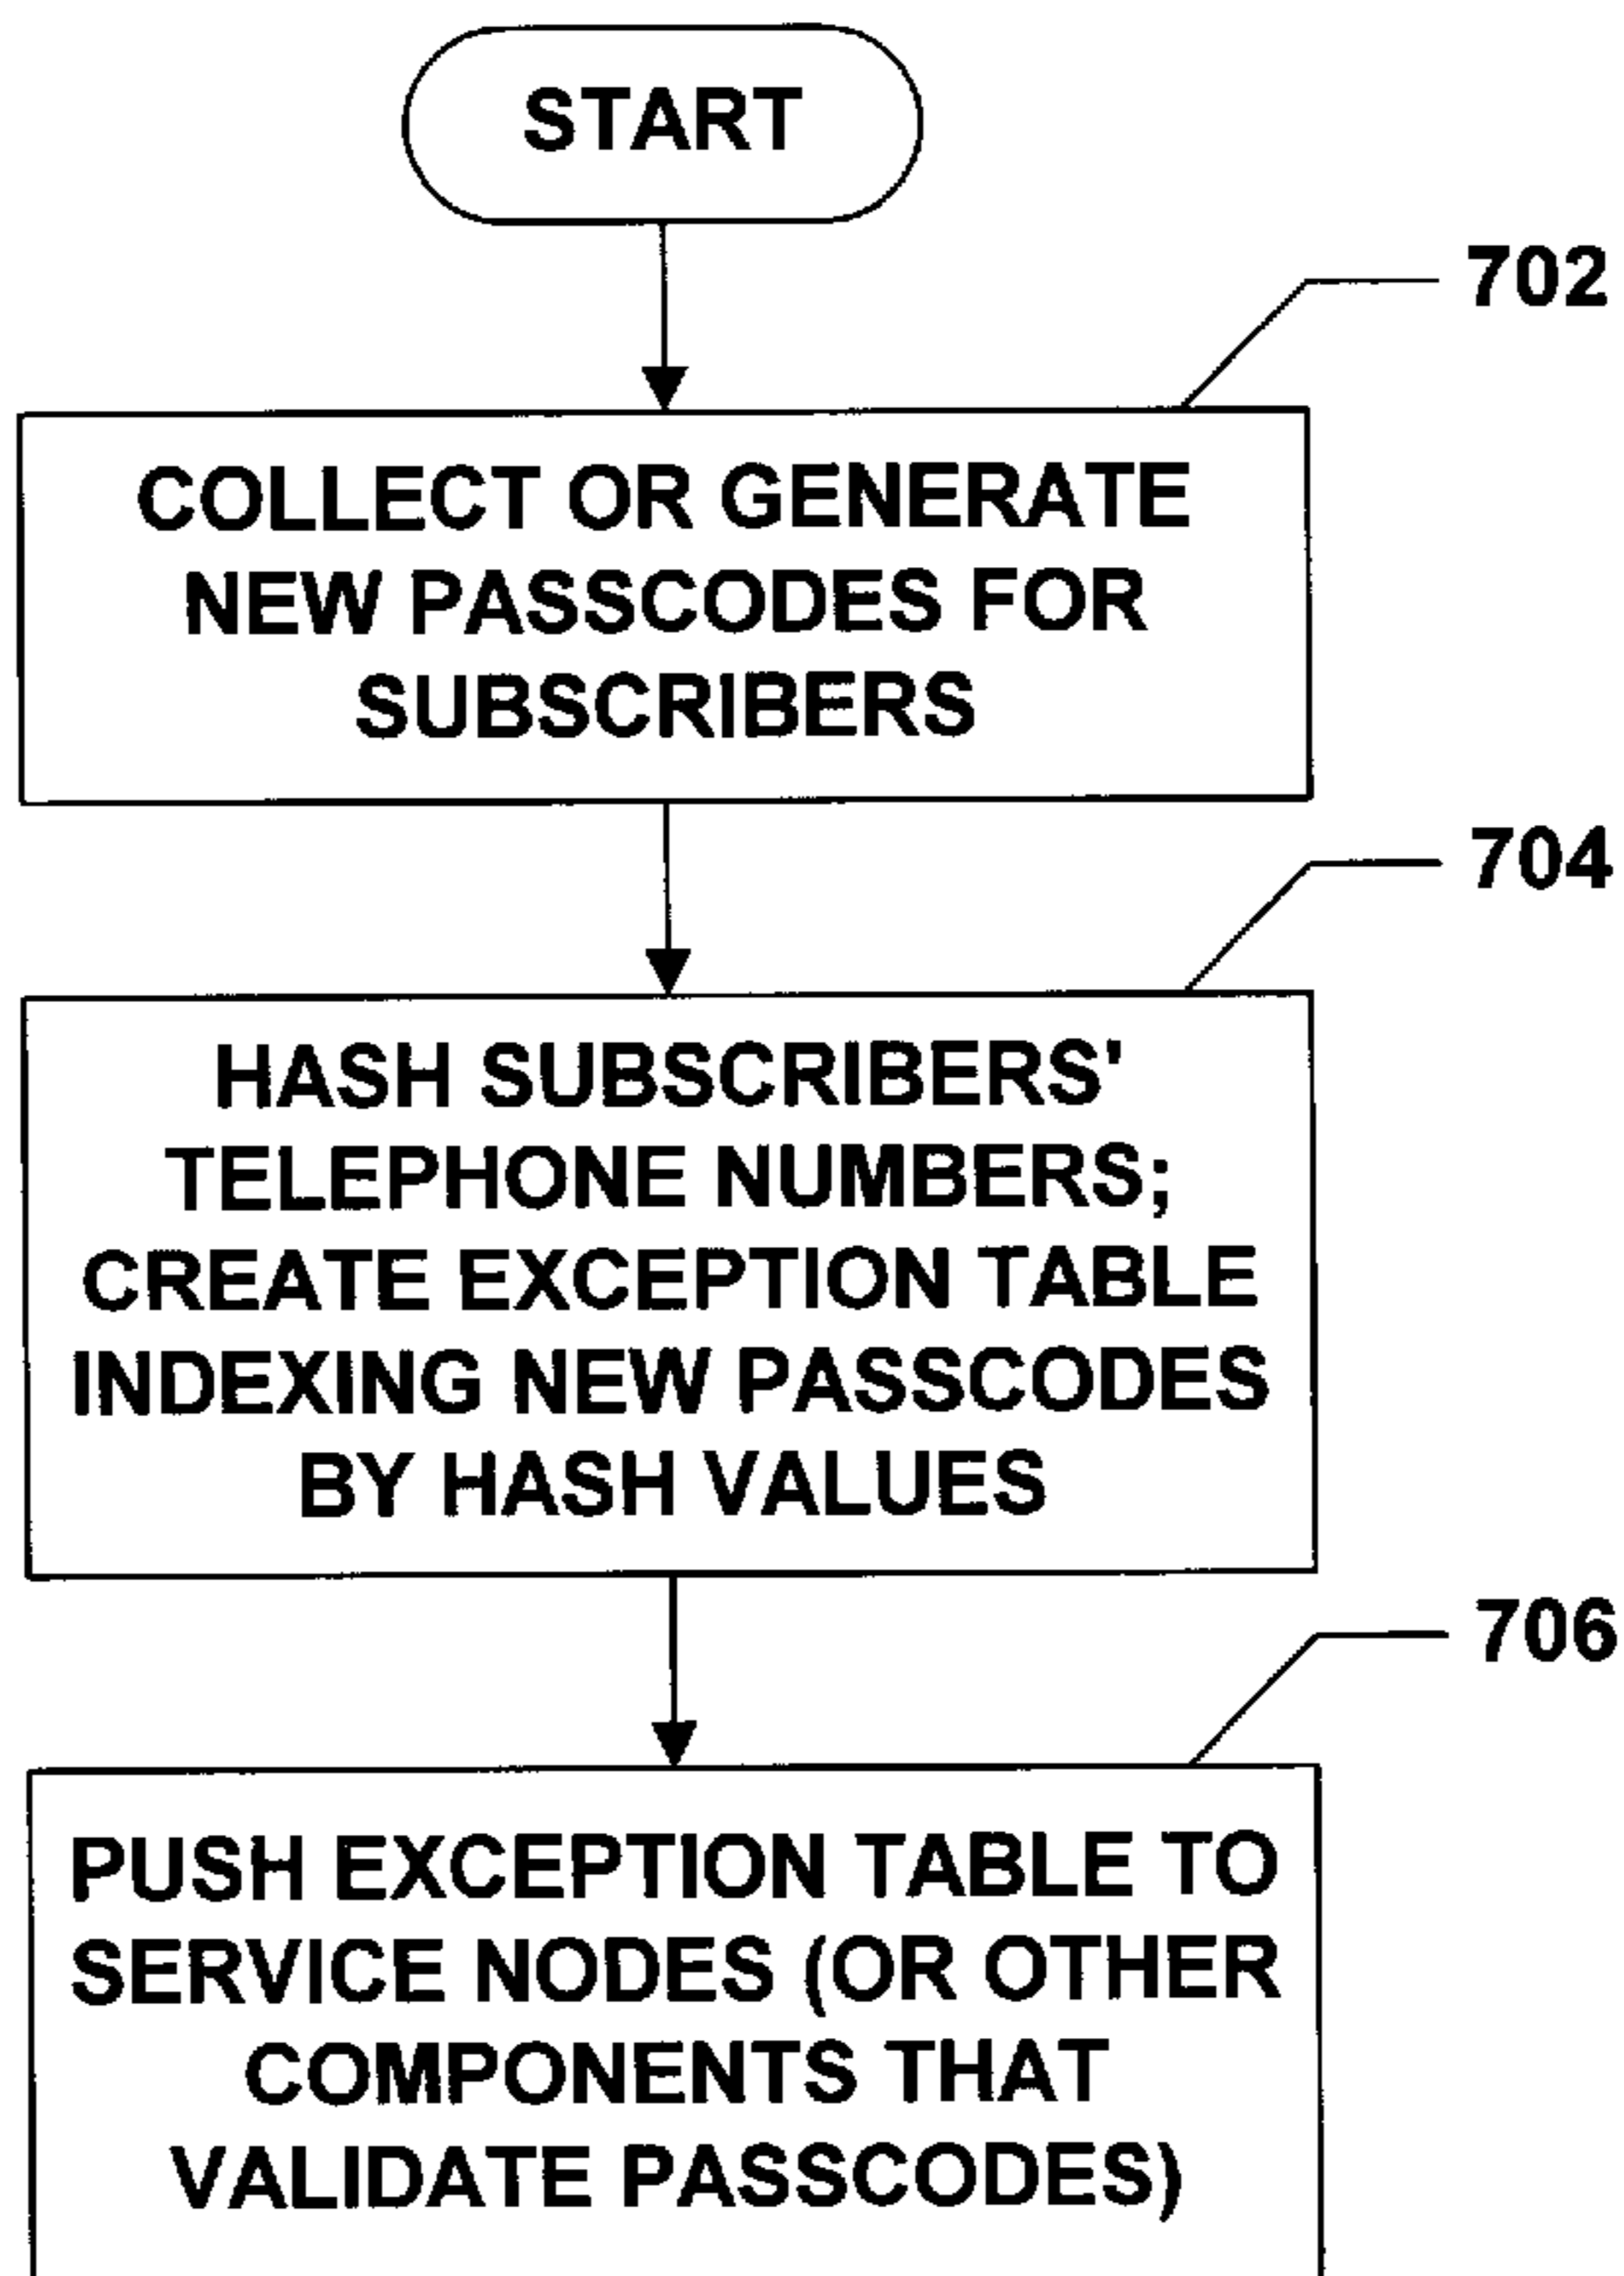 START
702
COLLECT OR GENERATE
NEW PASSCODES FOR
SUBSCRIBERS
704
HASH SUBSCRIBERS'
TELEPHONE NUMBERS;
CREATE EXCEPTION TABLE
INDEXING NEW PASSCODES
BY HASH VALUES
706
PUSH EXCEPTION TABLE TO
SERVICE NODES (OR OTHER
COMPONENTS THAT
VALIDATE PASSCODES)